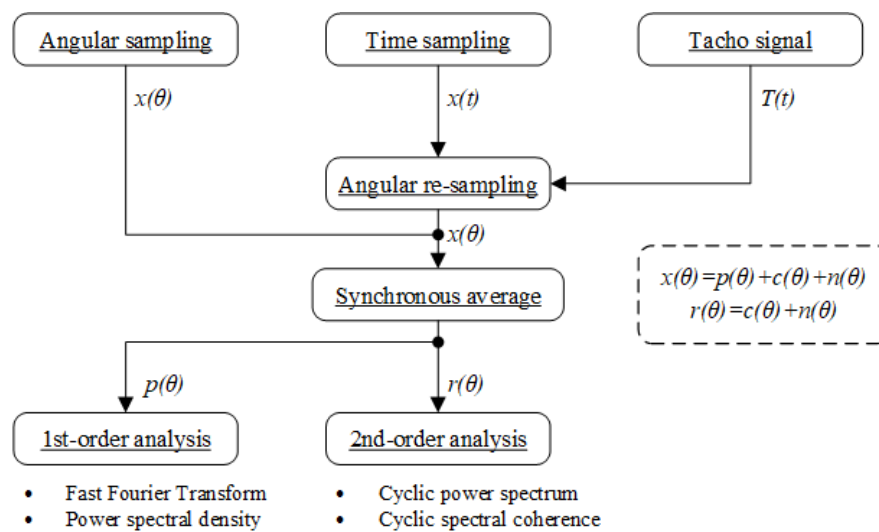 Angular sampling
Time sampling
Tacho signal
x(θ)
x(t)
T(t)
Angular re-sampling
x(θ)
Synchronous average
x(θ)=p(θ)+c(θ)+n(θ)
r(θ)=c(θ)+n(θ)
p(θ)
r(θ)
1st-order analysis
2nd-order analysis
• Fast Fourier Transform
• Power spectral density
• Cyclic power spectrum
• Cyclic spectral coherence